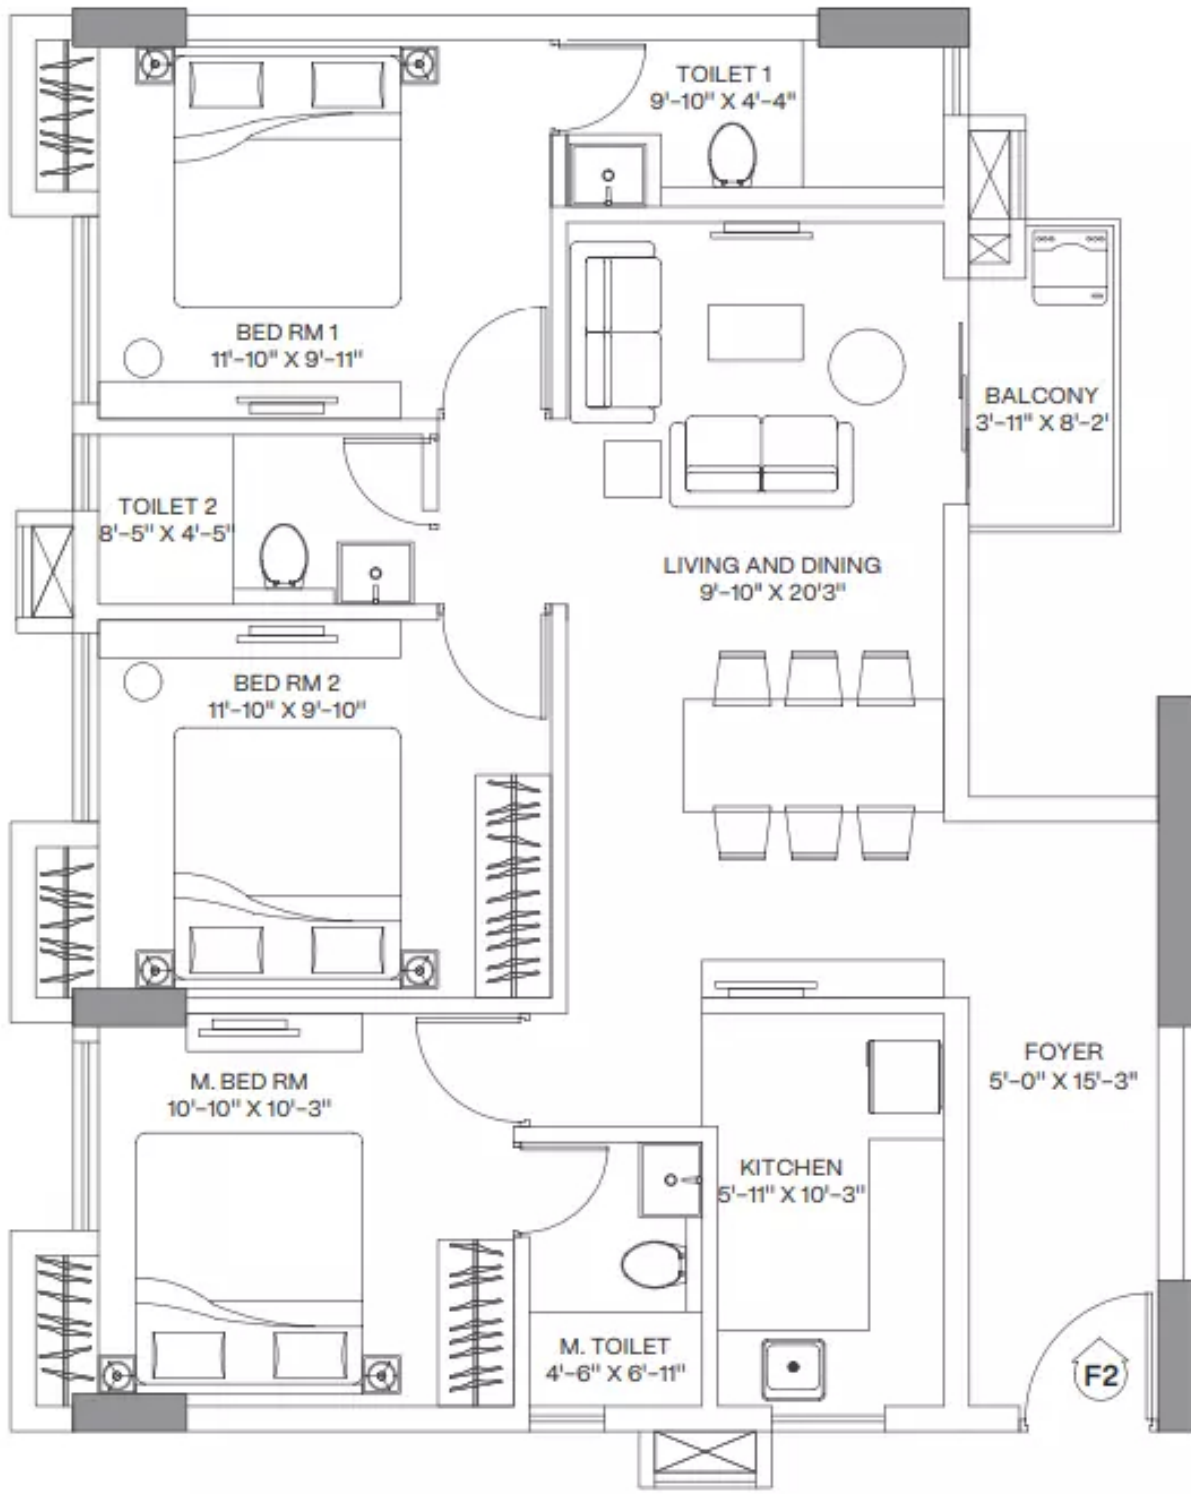 TOILET 1
9'-10" X 4'-4"
BED RM 1
11'-10" X 9'-11"
BALCONY
3'-11" X 8'-2'
TOILET 2
8'-5" X 4'-5"
LIVING AND DINING
9'-10" X 20'3"
BED RM 2
11'-10" X 9'-10"
FOYER
5'-0" X 15'-3"
M. BED RM
10'-10" X 10'-3"
KITCHEN
5'-11" X 10'-3"
M. TOILET
4'-6" X 6'-11"
F2